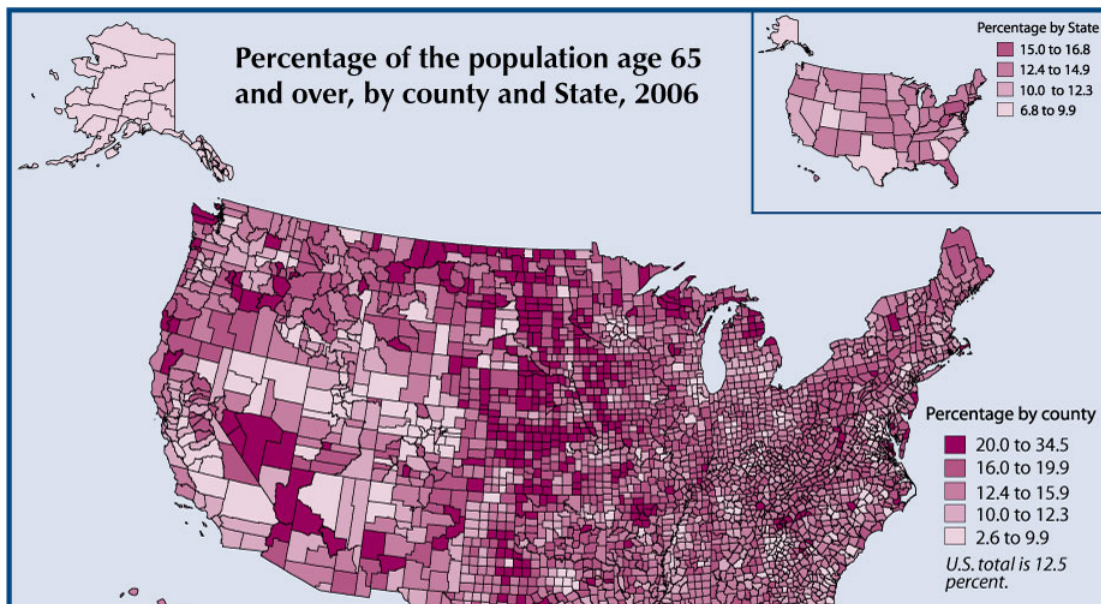 Percentage of the population age 65
and over, by county and State, 2006
Percentage by State
15.0 to 16.8
12.4 to 14.9
10.0 to 12.3
6.8 to 9.9
Percentage by county
20.0 to 34.5
16.0 to 19.9
12.4 to 15.9
10.0 to 12.3
2.6 to 9.9
U.S. total is 12.5
percent.